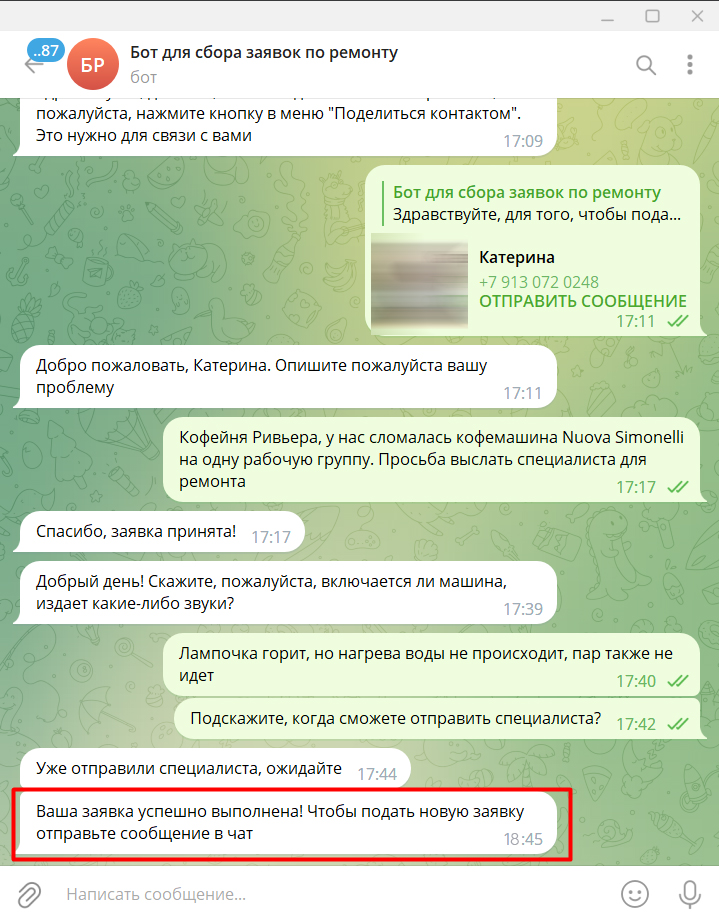 ..87
БР
Бот для сбора заявок по ремонту
бот
пожалуйста, нажмите кнопку в меню "Поделиться контактом".
Это нужно для связи с вами
17:09
Бот для сбора заявок по ремонту
Здравствуйте, для того, чтобы пода...
Катерина
+7 913 072 0248
ОТПРАВИТЬ СООБЩЕНИЕ
17:11
Добро пожаловать, Катерина. Опишите пожалуйста вашу
проблему
17:11
Кофейня Ривьера, у нас сломалась кофемашина Nuova Simonelli
на одну рабочую группу. Просьба выслать специалиста для
ремонта
17:17
Спасибо, заявка принята!
17:17
Добрый день! Скажите, пожалуйста, включается ли машина,
издает какие-либо звуки?
17:39
Лампочка горит, но нагрева воды не происходит, пар также не
идет
17:40
Подскажите, когда сможете отправить специалиста?
17:42
Уже отправили специалиста, ожидайте
17:44
Ваша заявка успешно выполнена! Чтобы подать новую заявку
отправьте сообщение в чат
18:45
Написать сообщение...